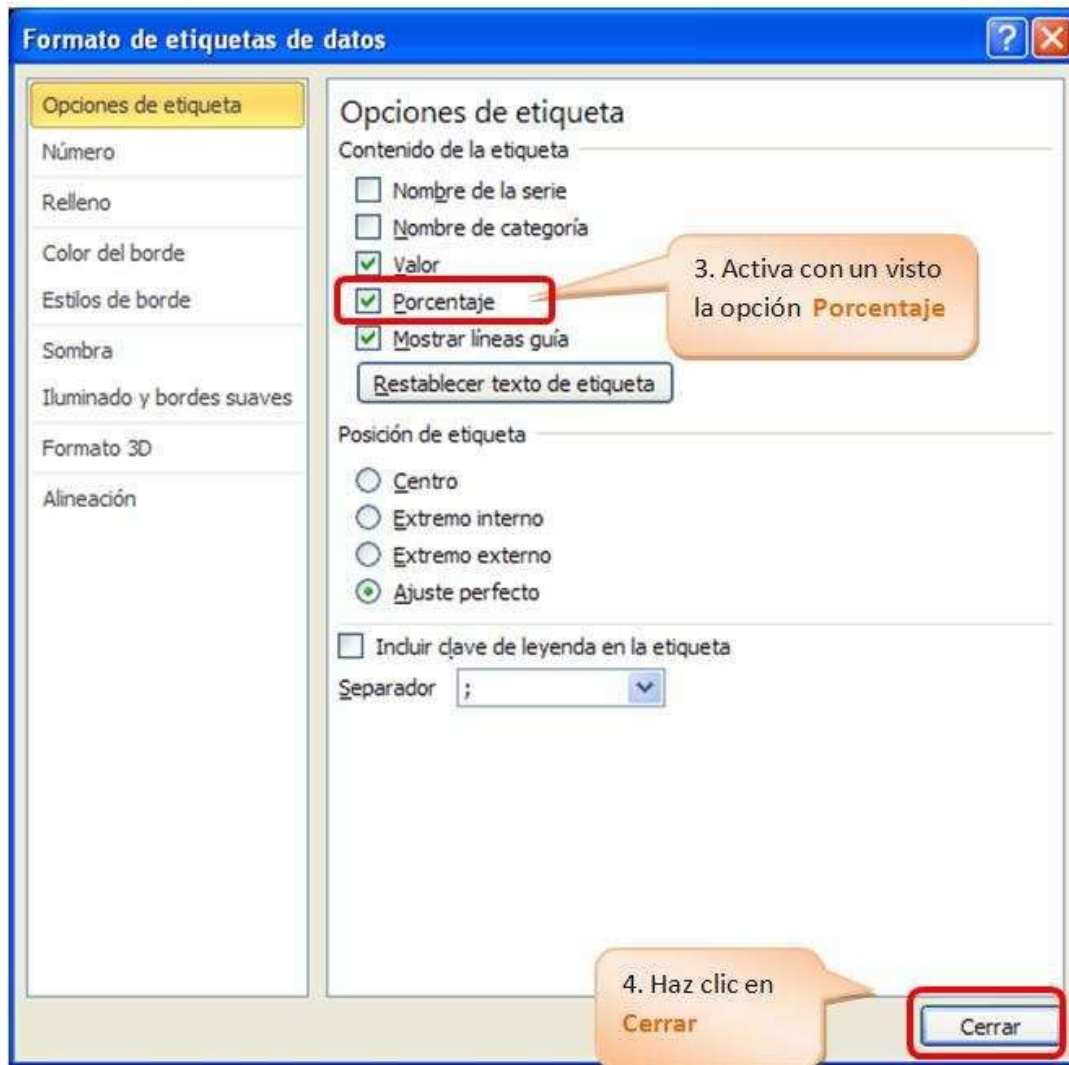 Formato de etiquetas de datos
Opciones de etiqueta
Número
Relleno
Color del borde
Estilos de borde
Sombra
Iluminado y bordes suaves
Formato 3D
Alineación
Opciones de etiqueta
Contenido de la etiqueta
Nombre de la serie
Nombre de categoría
Valor
Porcentaje
Mostrar líneas guía
Restablecer texto de etiqueta
3. Activa con un visto
la opción Porcentaje
Posición de etiqueta
Centro
Extremo interno
Extremo externo
Ajuste perfecto
Incluir clave de leyenda en la etiqueta
Separador ;
4. Haz clic en
Cerrar
Cerrar